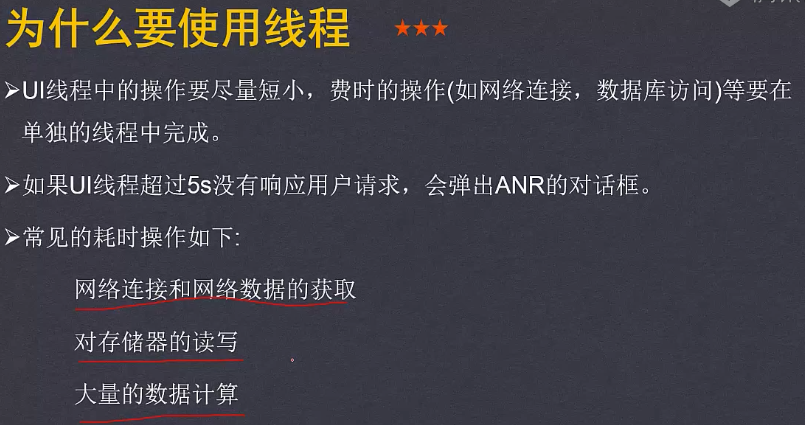 为什么要使用线程 ★★★
➢UI线程中的操作要尽量短小，费时的操作(如网络连接，数据库访问)等要在
单独的线程中完成。
➢如果UI线程超过5s没有响应用户请求，会弹出ANR的对话框。
➢常见的耗时操作如下:
网络连接和网络数据的获取
对存储器的读写
大量的数据计算